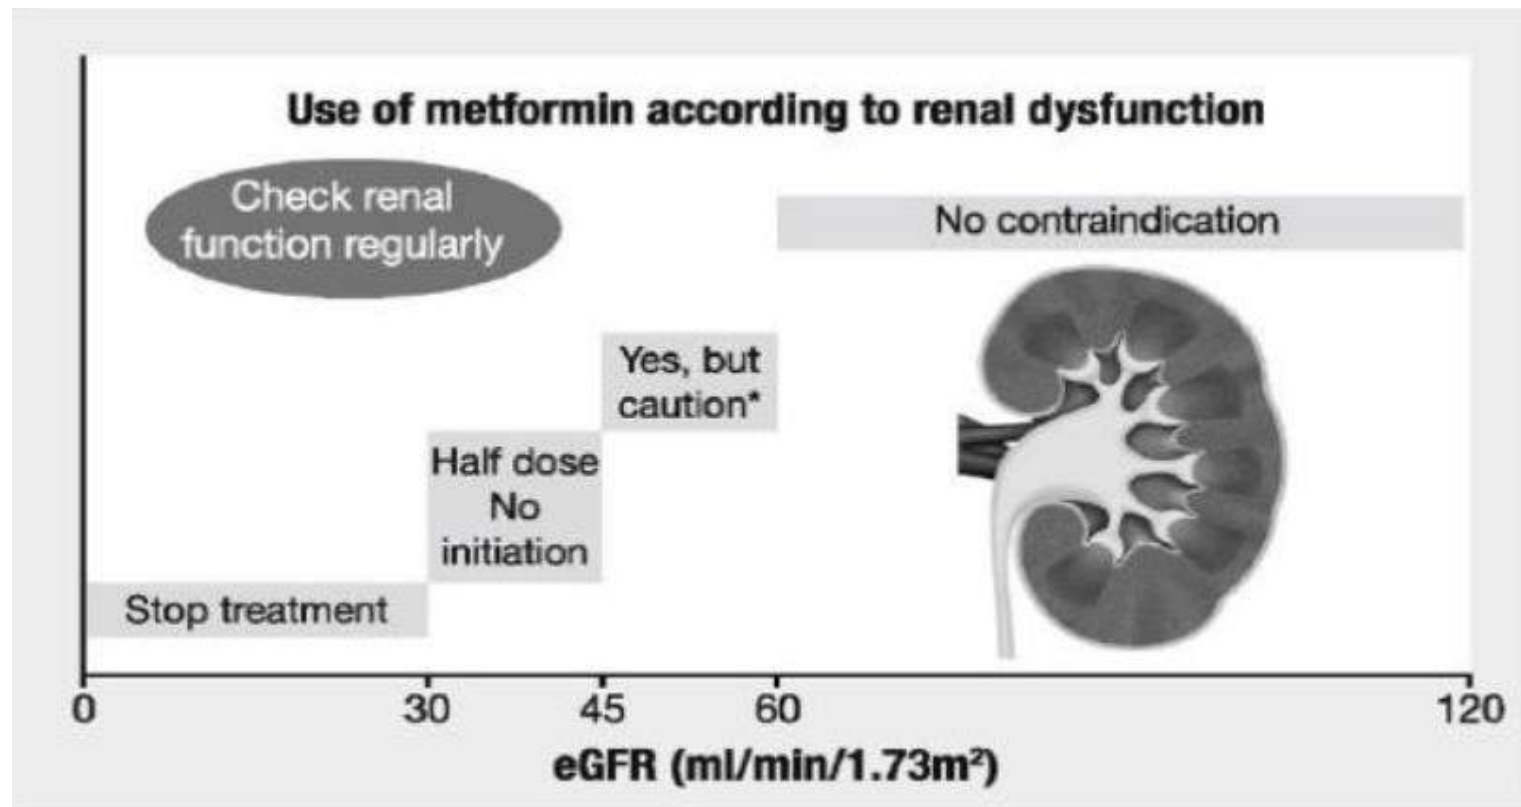 Use of metformin according to renal dysfunction
Check renal
function regularly
No contraindication
Yes, but
caution*
Half dose
No
initiation
Stop treatment
0
30
45
60
120
eGFR (ml/min/1.73m²)